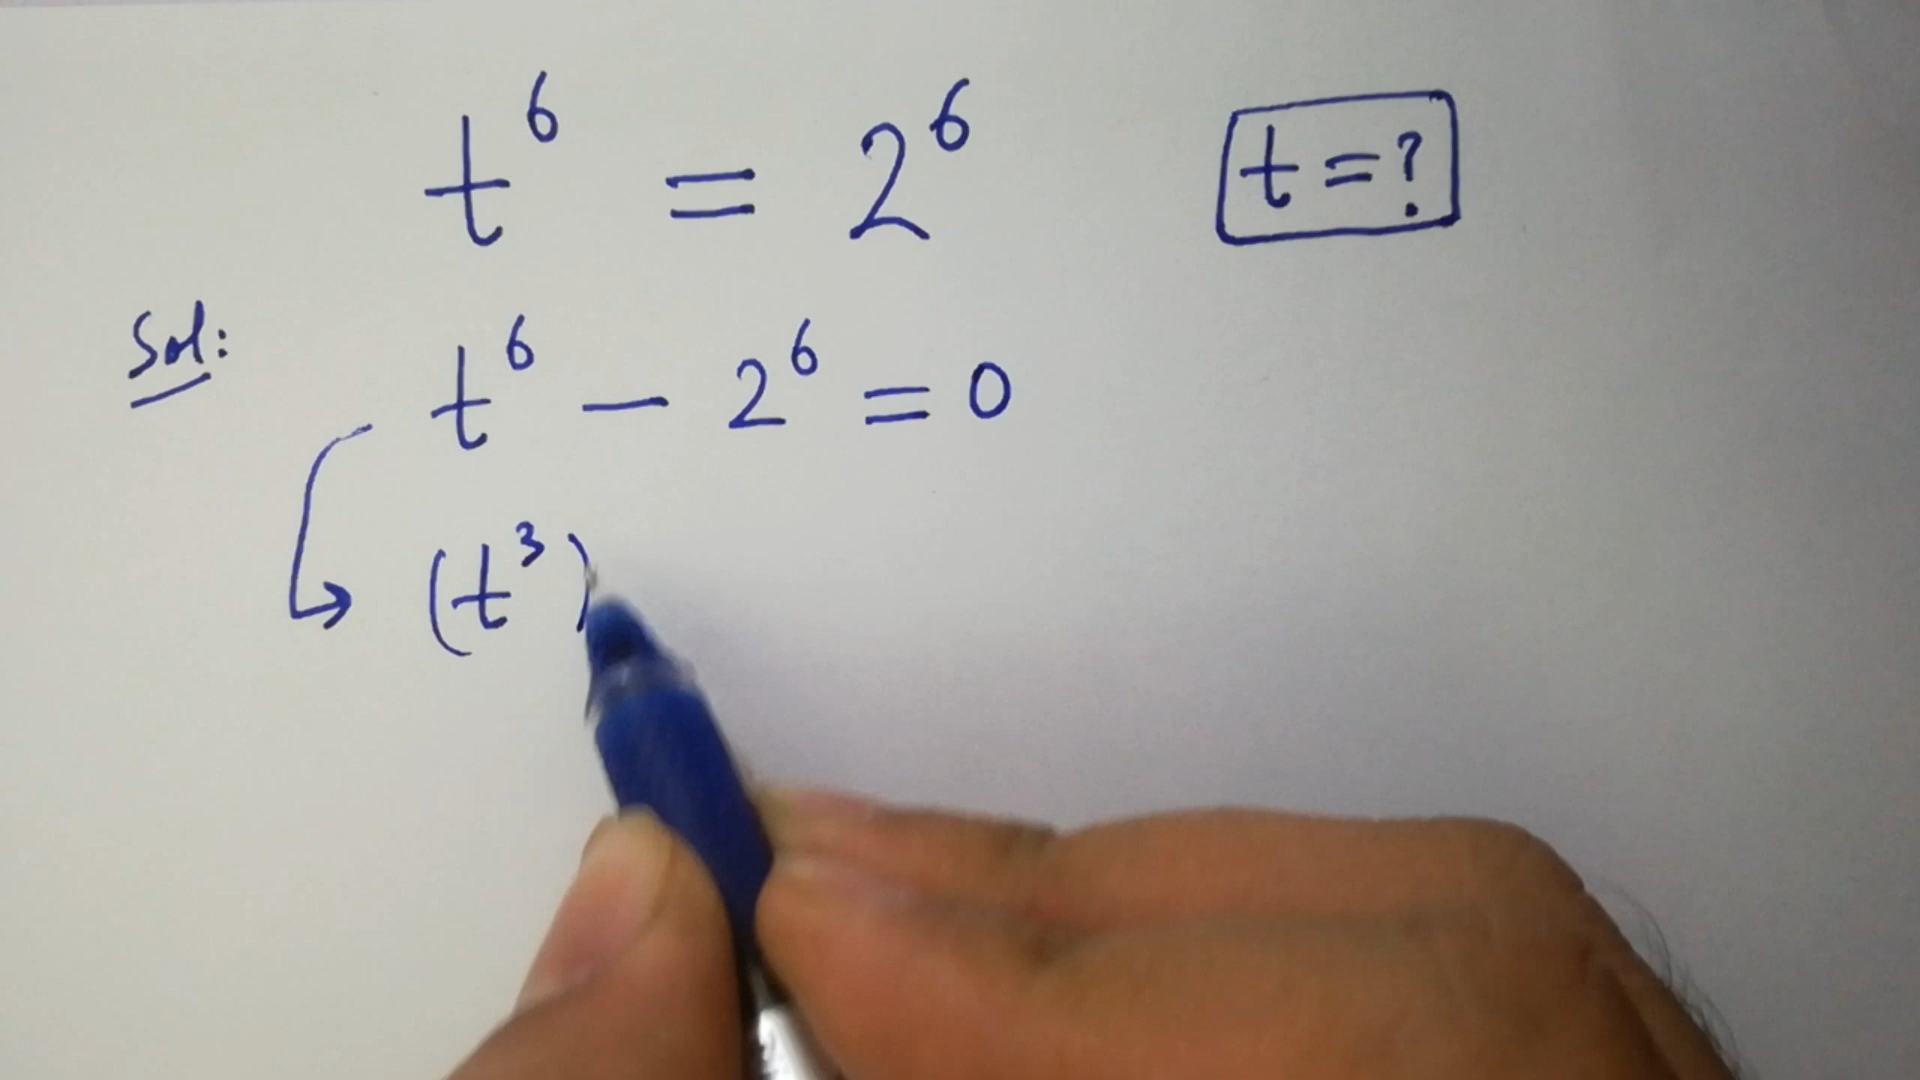 t⁶ = 2⁶ t = ?
Sol: t⁶ − 2⁶ = 0
(t³)